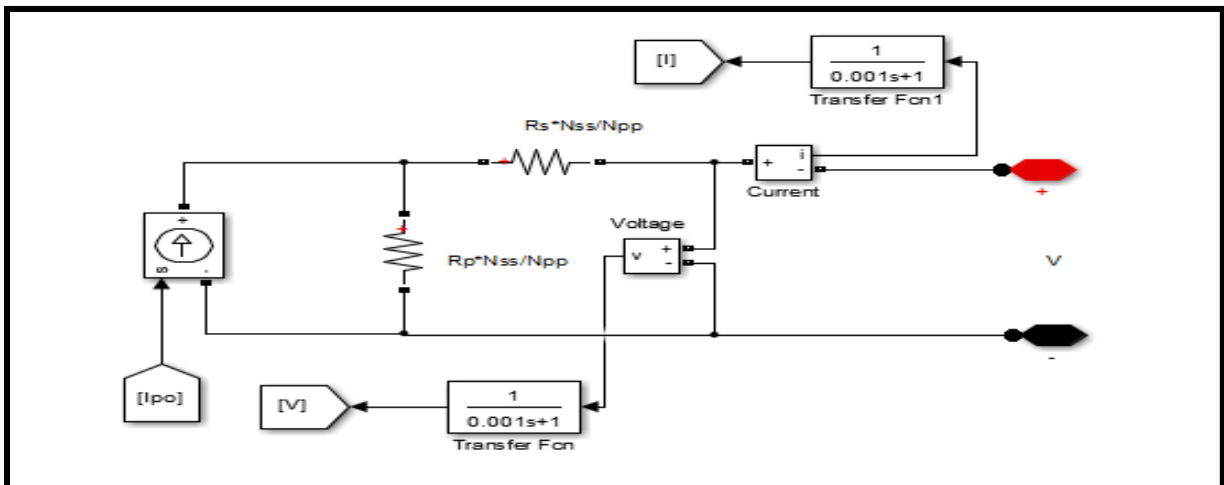 [I]
1
0.001s+1
Transfer Fcn1
Rs*Nss/Npp
+
+
i
-
Current
+
+
+
Voltage
v
+
-
Rp*Nss/Npp
V
s
-
-
[Ipo]
[V]
1
0.001s+1
Transfer Fcn